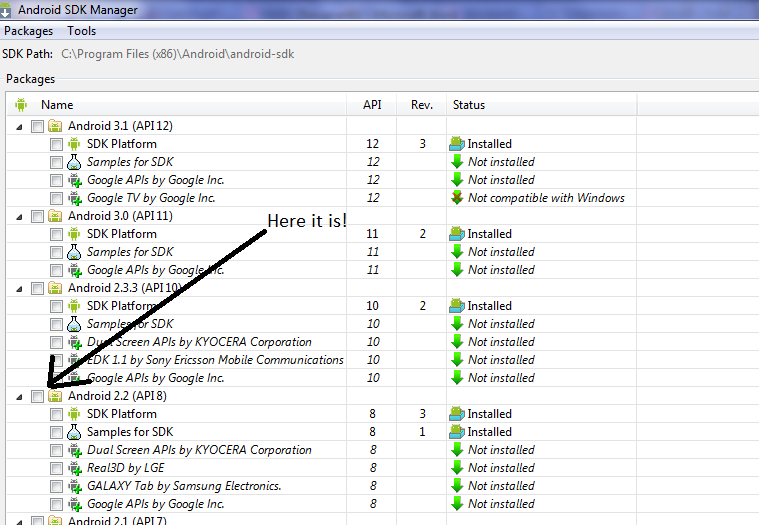 Android SDK Manager
Packages Tools
SDK Path: C:\Program Files (x86)\Android\android-sdk
Packages
Name API Rev. Status
Android 3.1 (API 12)
SDK Platform 12 3 Installed
Samples for SDK 12 Not installed
Google APIs by Google Inc. 12 Not installed
Google TV by Google Inc. 12 Not compatible with Windows
Android 3.0 (API 11)
Here it is!
SDK Platform 11 2 Installed
Samples for SDK 11 Not installed
Google APIs by Google Inc. 11 Not installed
Android 2.3.3 (API 10)
SDK Platform 10 2 Installed
Samples for SDK 10 Not installed
Dual Screen APIs by KYOCERA Corporation 10 Not installed
EDK 1.1 by Sony Ericsson Mobile Communications 10 Not installed
Google APIs by Google Inc. 10 Not installed
Android 2.2 (API 8)
SDK Platform 8 3 Installed
Samples for SDK 8 1 Installed
Dual Screen APIs by KYOCERA Corporation 8 Not installed
Real3D by LGE 8 Not installed
GALAXY Tab by Samsung Electronics. 8 Not installed
Google APIs by Google Inc. 8 Not installed
Android 2.1 (API 7)